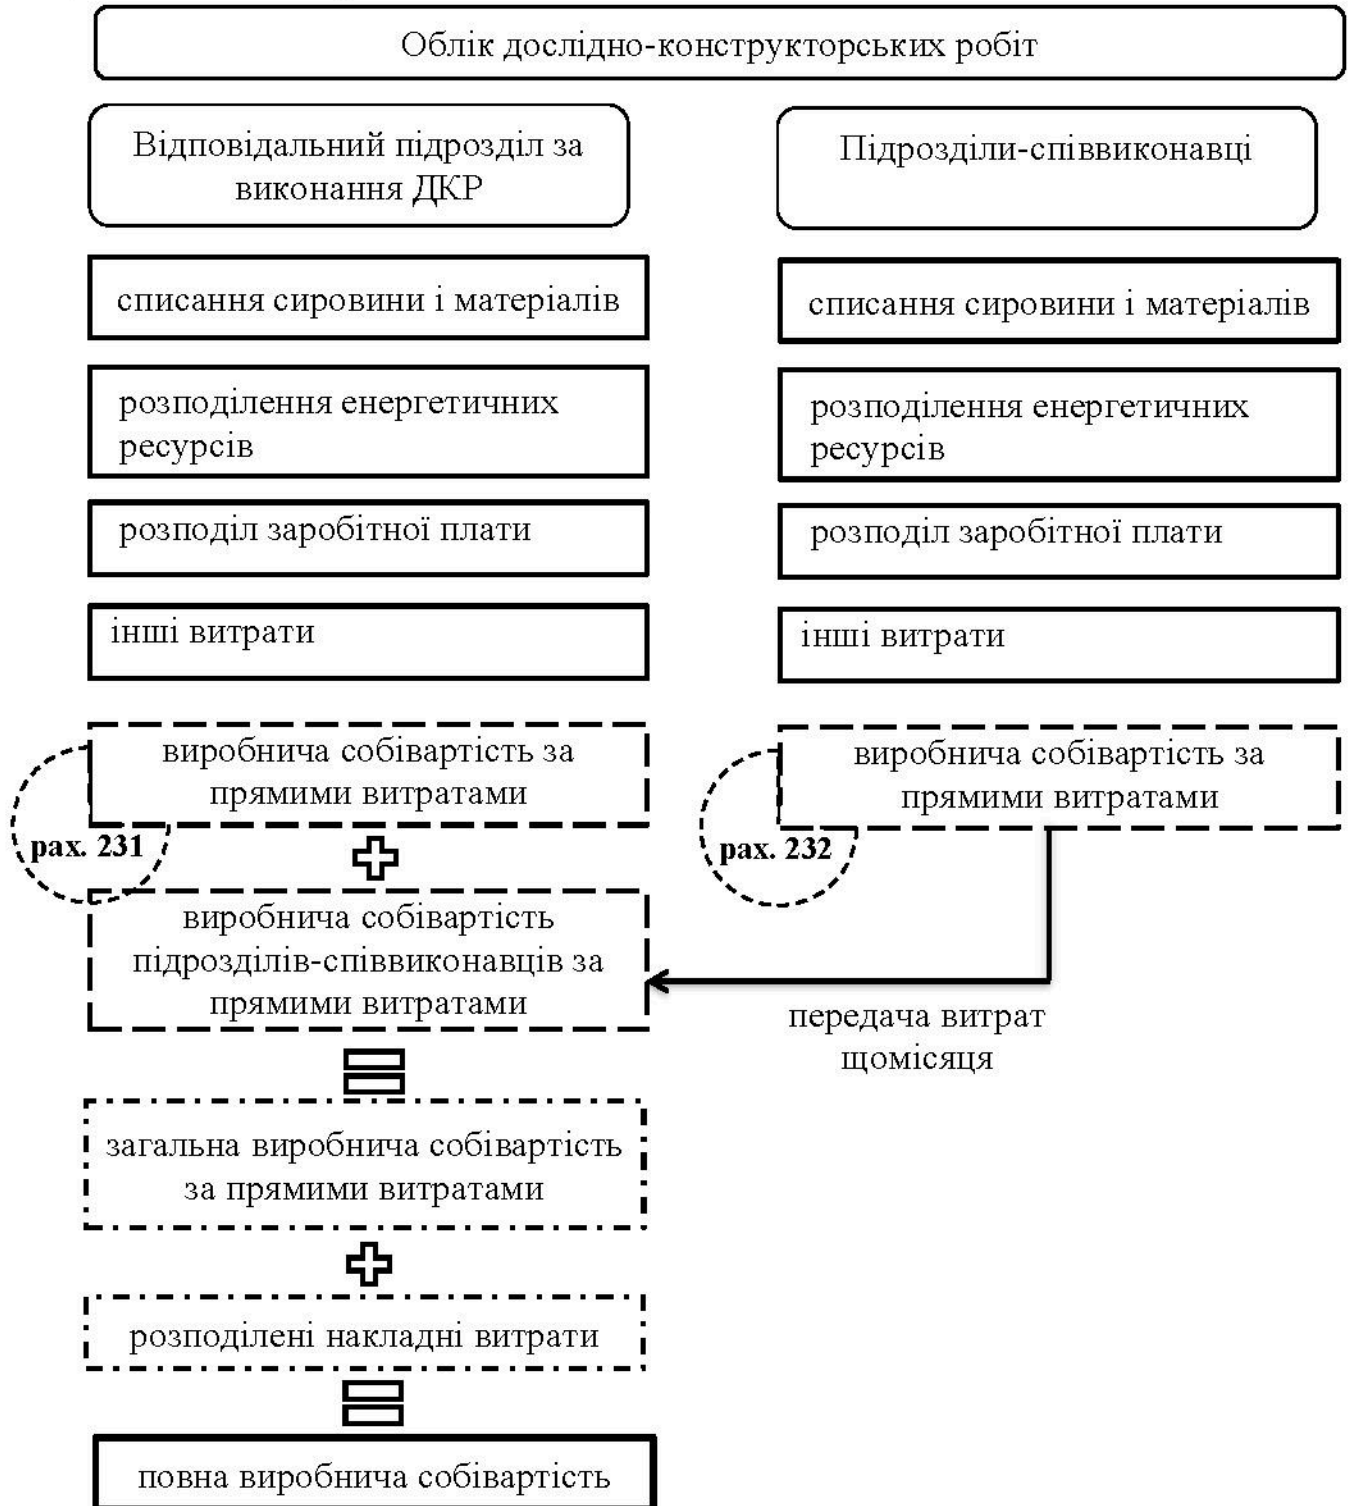 Облік дослідно-конструкторських робіт
Відповідальний підрозділ за
виконання ДКР
Підрозділи-співвиконавці
списання сировини і матеріалів
списання сировини і матеріалів
розподілення енергетичних
ресурсів
розподілення енергетичних
ресурсів
розподіл заробітної плати
розподіл заробітної плати
інші витрати
інші витрати
виробнича собівартість за
прямими витратами
виробнича собівартість за
прямими витратами
рах. 231
рах. 232
виробнича собівартість
підрозділів-співвиконавців за
прямими витратами
передача витрат
щомісяця
загальна виробнича собівартість
за прямими витратами
розподілені накладні витрати
повна виробнича собівартість